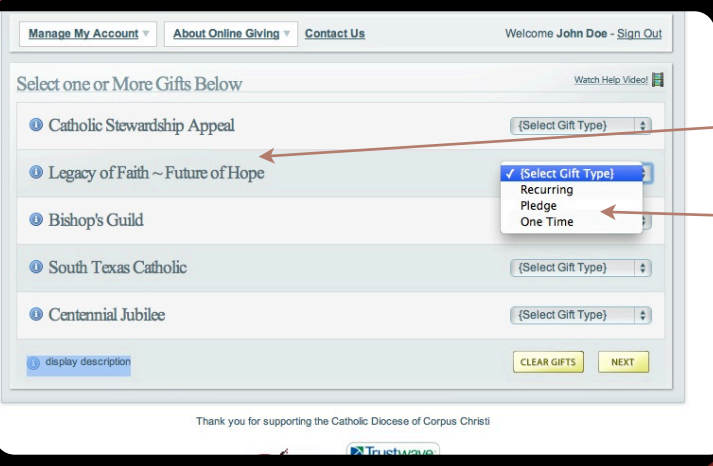 Manage My Account About Online Giving Contact Us Welcome John Doe - Sign Out
Select one or More Gifts Below Watch Help Video!
Catholic Stewardship Appeal {Select Gift Type}
Legacy of Faith ~ Future of Hope ✓ {Select Gift Type}
Recurring
Pledge
One Time
Bishop's Guild
South Texas Catholic {Select Gift Type}
Centennial Jubilee {Select Gift Type}
display description CLEAR GIFTS NEXT
Thank you for supporting the Catholic Diocese of Corpus Christi
Trustwave